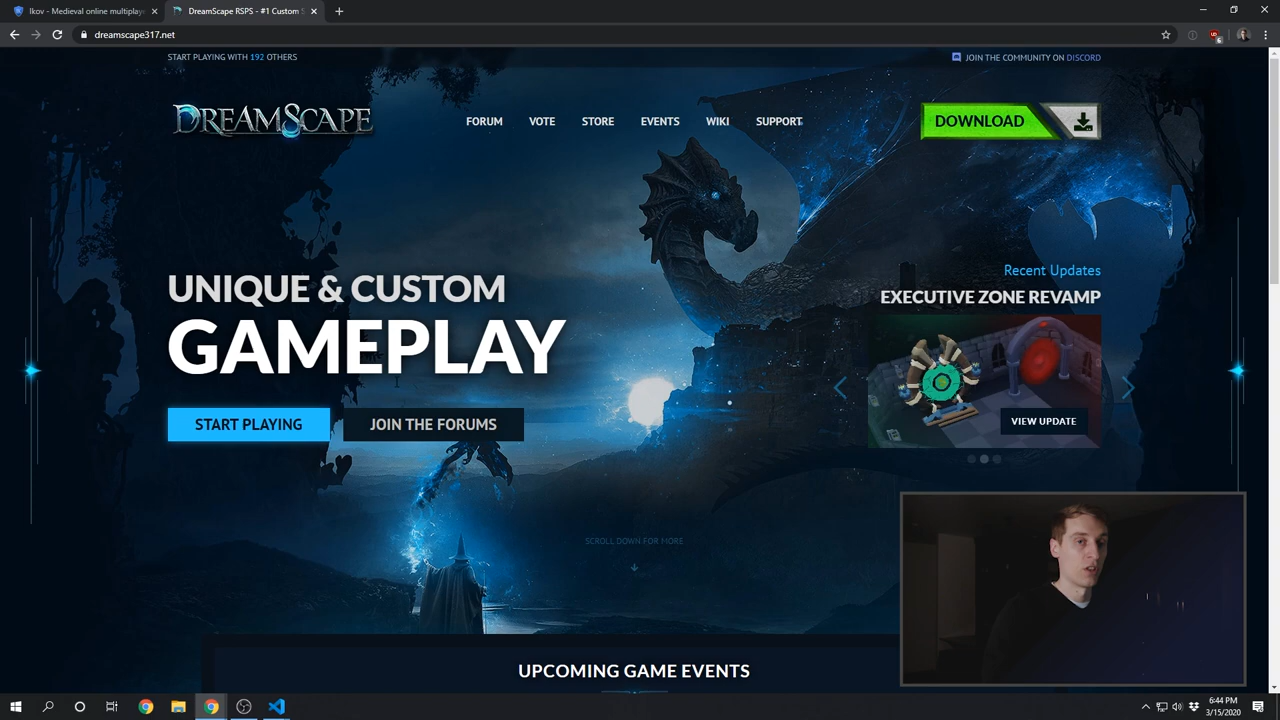 Ikov - Medieval online multiplaye
DreamScape RSPS - #1 Custom S
dreamscape317.net
START PLAYING WITH 192 OTHERS
JOIN THE COMMUNITY ON DISCORD
DREAMSCAPE
FORUM
VOTE
STORE
EVENTS
WIKI
SUPPORT
DOWNLOAD
Recent Updates
UNIQUE & CUSTOM
EXECUTIVE ZONE REVAMP
GAMEPLAY
START PLAYING
JOIN THE FORUMS
VIEW UPDATE
SCROLL DOWN FOR MORE
UPCOMING GAME EVENTS
6:44 PM
3/15/2020